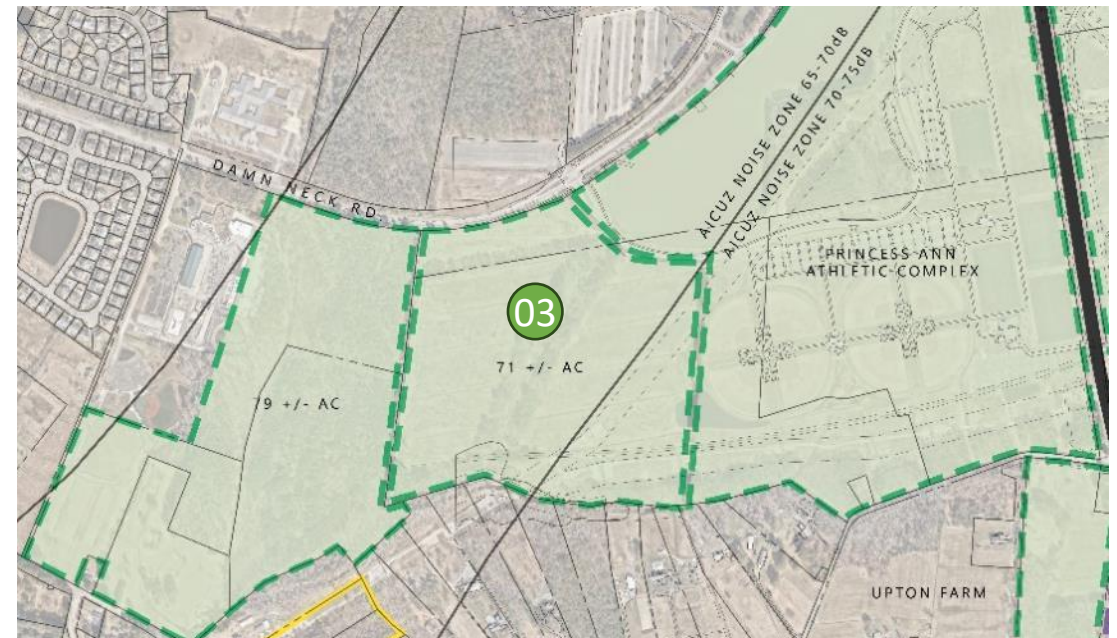 AICUZ NOISE ZONE 65-70dB
AICUZ NOISE ZONE 70-75dB
DAMN NECK RD.
PRINCESS ANN
ATHLETIC COMPLEX
03
71 +/- AC
79 +/- AC
UPTON FARM